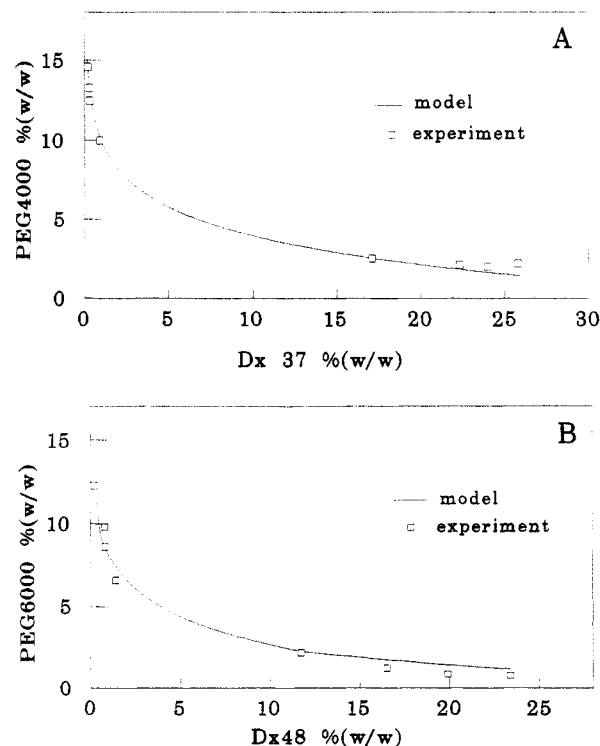 A
15
10
5
0
PEG4000 %(w/w)
model
experiment
0 5 10 15 20 25 30
Dx 37 %(w/w)
B
15
10
5
0
PEG6000 %(w/w)
model
experiment
0 5 10 15 20 25
Dx48 %(w/w)